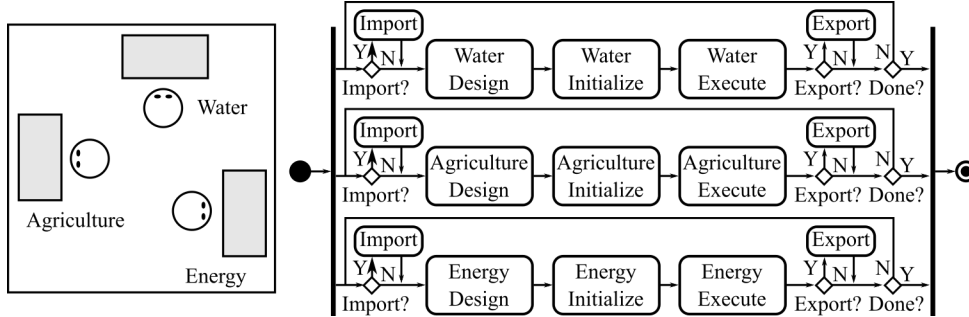 Water
Agriculture
Energy
Import
Export
Y
N
Water
Design
Water
Initialize
Water
Execute
Y
N
N
Y
Import?
Export?
Done?
Import
Export
Y
N
Agriculture
Design
Agriculture
Initialize
Agriculture
Execute
Y
N
N
Y
Import?
Export?
Done?
Import
Export
Y
N
Energy
Design
Energy
Initialize
Energy
Execute
Y
N
N
Y
Import?
Export?
Done?